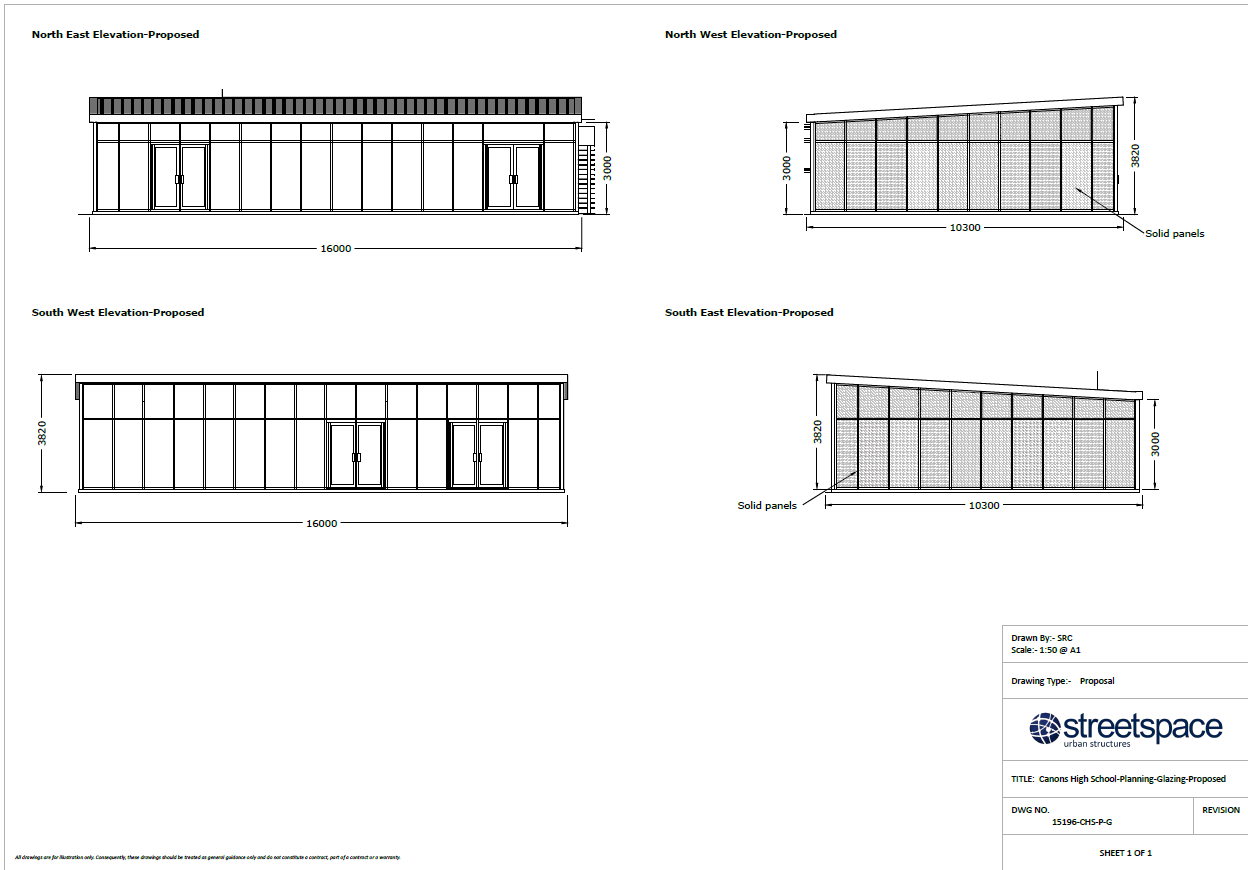 North East Elevation-Proposed
3000
16000
North West Elevation-Proposed
3000
3820
10300
Solid panels
South West Elevation-Proposed
3820
16000
South East Elevation-Proposed
3820
3000
Solid panels
10300
Drawn By:- SRC
Scale:- 1:50 @ A1
Drawing Type:- Proposal
streetspace
urban structures
TITLE: Canons High School-Planning-Glazing-Proposed
DWG NO.
REVISION
15196-CHS-P-G
SHEET 1 OF 1
All drawings are for illustration only. Consequently, these drawings should be treated as general guidance only and do not constitute a contract, part of a contract or a warranty.